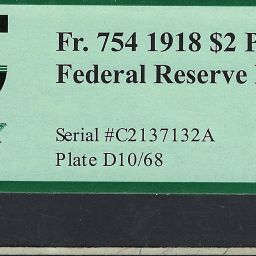 Fr. 754 1918 $2 P
Federal Reserve
Serial #C2137132A
Plate D10/68